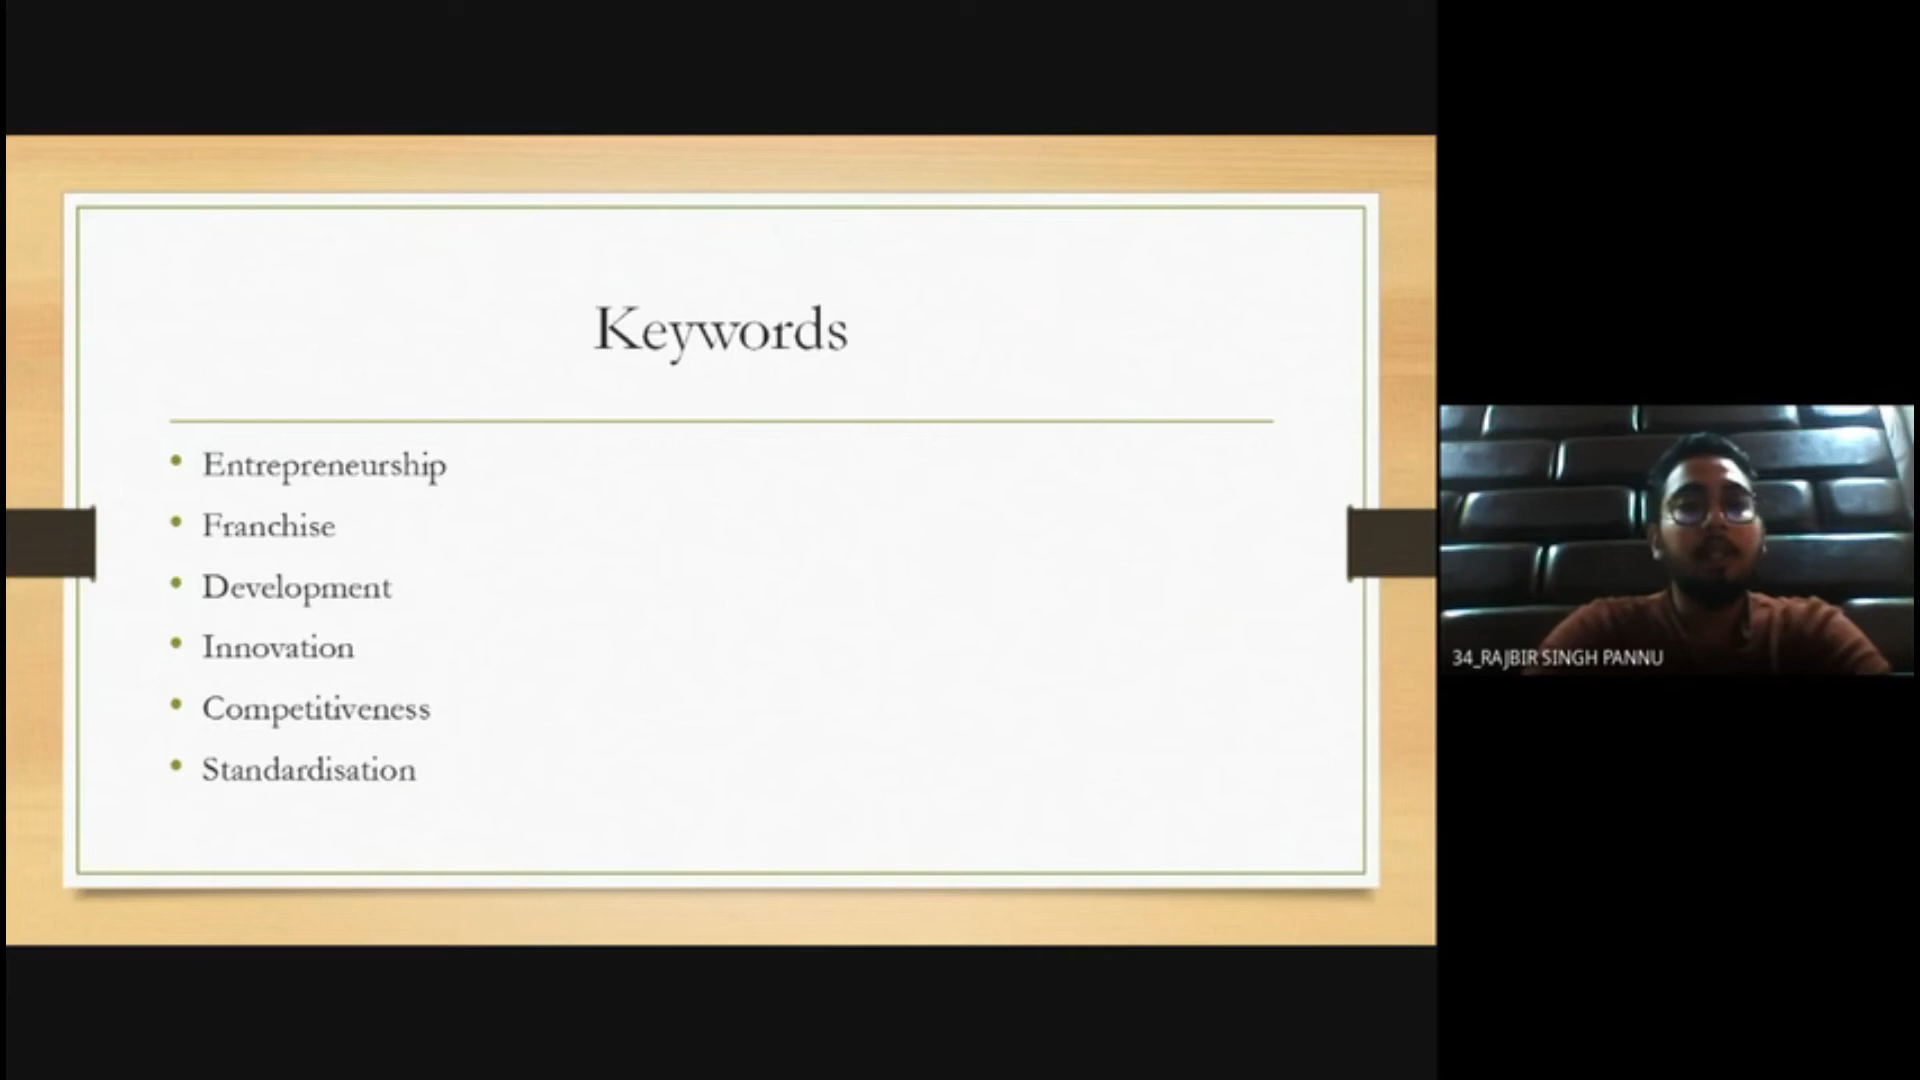 Keywords
• Entrepreneurship
• Franchise
• Development
• Innovation
• Competitiveness
• Standardisation
34_RAJBIR SINGH PANNU